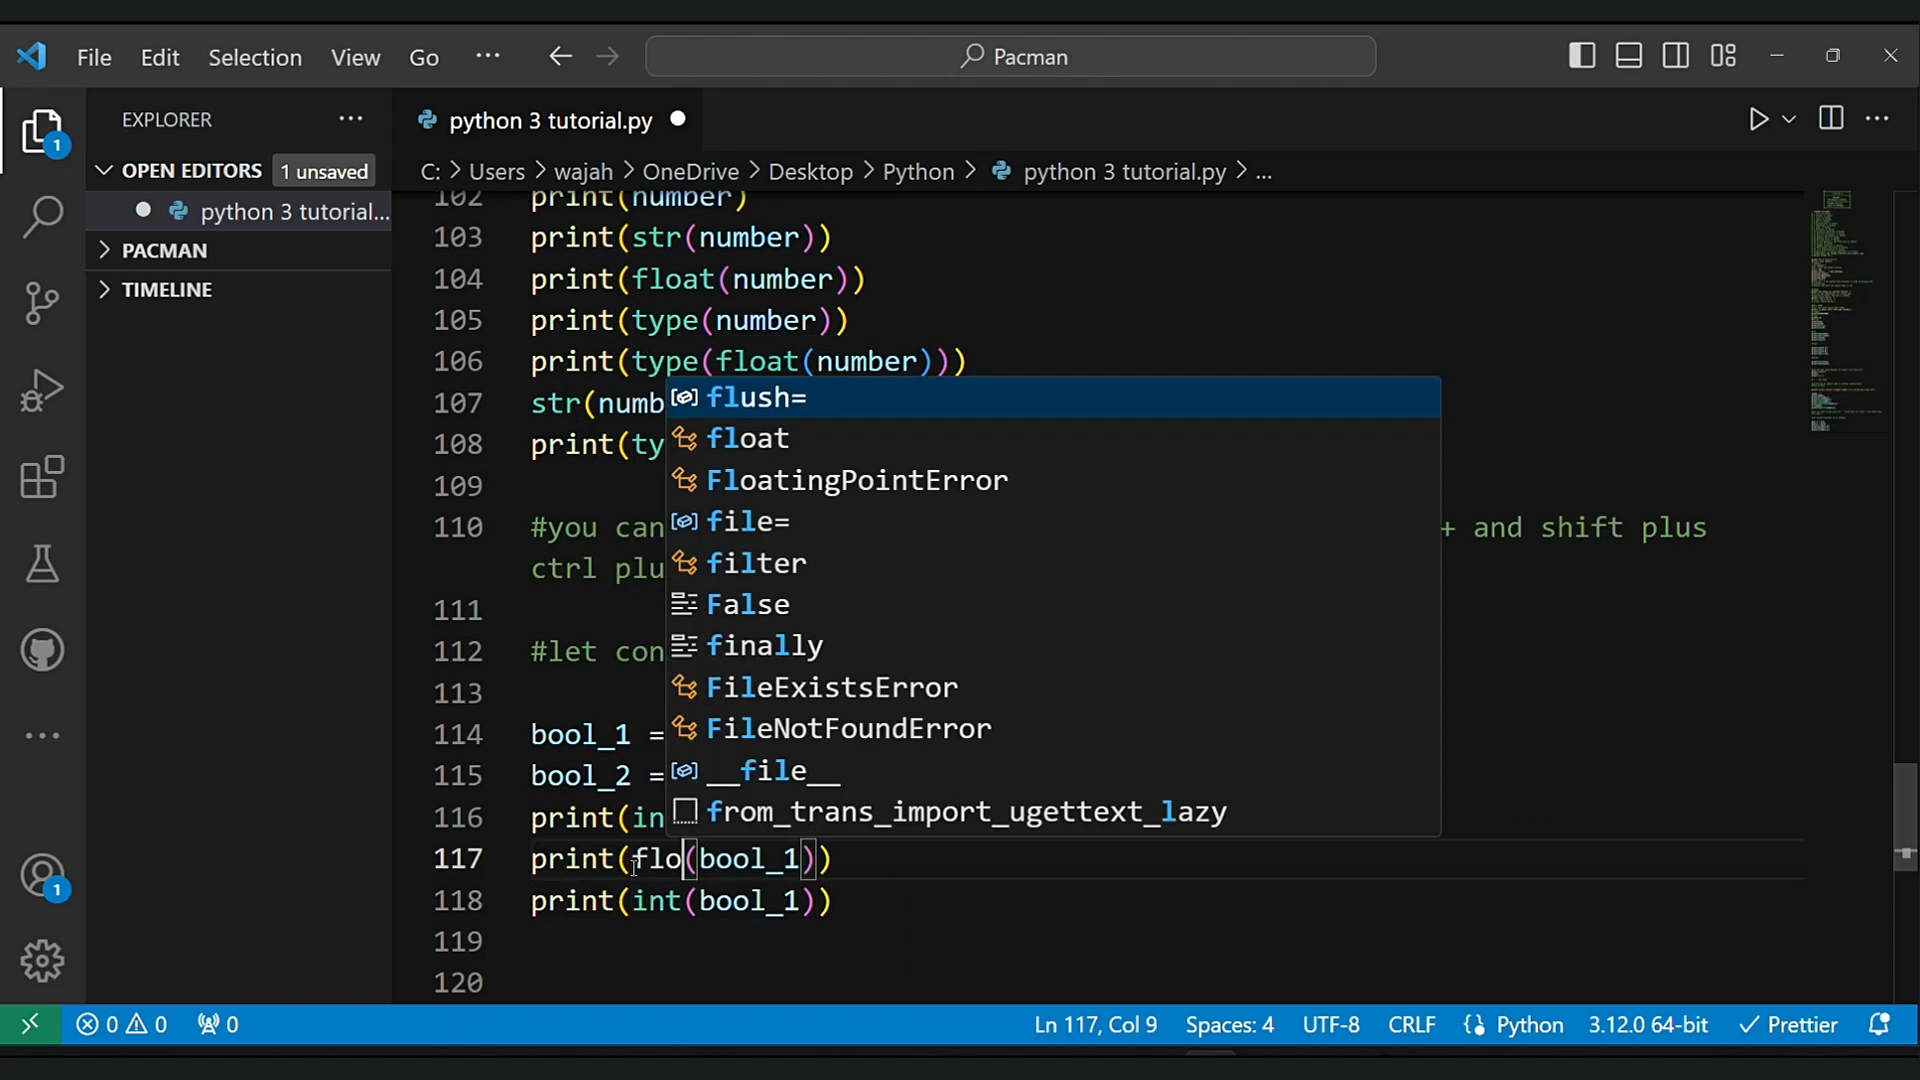 File Edit Selection View Go ··· Pacman
EXPLORER ···
OPEN EDITORS 1 unsaved
python 3 tutorial...
PACMAN
TIMELINE
1
1
python 3 tutorial.py
C: > Users > wajah > OneDrive > Desktop > Python > python 3 tutorial.py > ...
102 print(number)
103 print(str(number))
104 print(float(number))
105 print(type(number))
106 print(type(float(number)))
107 str(numb
108 print(ty
109
110 #you can + and shift plus
ctrl plu
111
112 #let con
113
114 bool_1 =
115 bool_2 =
116 print(in
117 print(flo(bool_1))
118 print(int(bool_1))
119
120
flush=
float
FloatingPointError
file=
filter
False
finally
FileExistsError
FileNotFoundError
__file__
from_trans_import_ugettext_lazy
0 0 0 Ln 117, Col 9 Spaces: 4 UTF-8 CRLF Python 3.12.0 64-bit Prettier